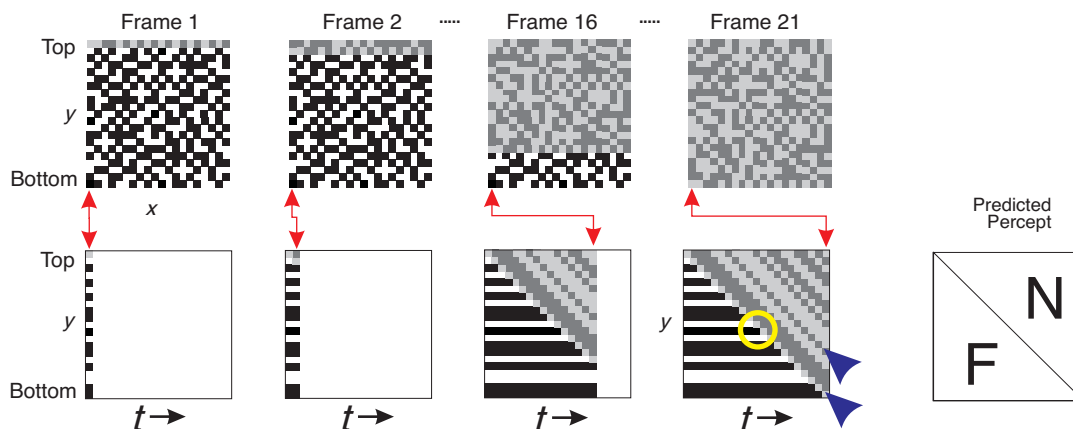 Frame 1 Frame 2 ..... Frame 16 ..... Frame 21
Top
y
Bottom
x
Predicted
Percept
Top
y
Bottom
y
N
F
t → t → t → t →